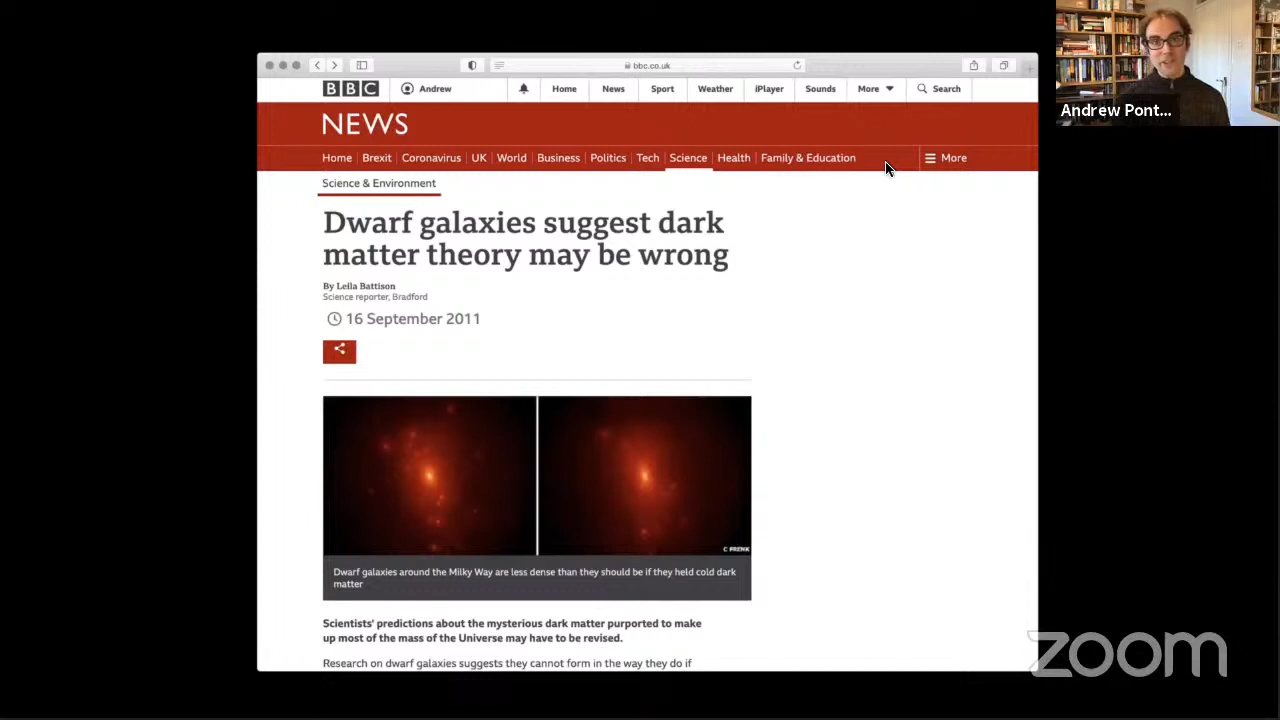 bbc.co.uk
BBC
Andrew
Home
News
Sport
Weather
iPlayer
Sounds
More
Search
NEWS
Home
Brexit
Coronavirus
UK
World
Business
Politics
Tech
Science
Health
Family & Education
More
Science & Environment
Dwarf galaxies suggest dark
matter theory may be wrong
By Leila Battison
Science reporter, Bradford
16 September 2011
C FRENK
Dwarf galaxies around the Milky Way are less dense than they should be if they held cold dark
matter
Scientists' predictions about the mysterious dark matter purported to make
up most of the mass of the Universe may have to be revised.
Research on dwarf galaxies suggests they cannot form in the way they do if
Andrew Pont...
zoom